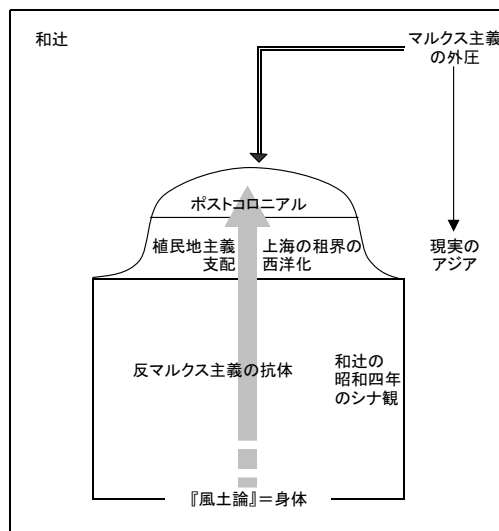 和辻
マルクス主義
の外圧
ポストコロニアル
植民地主義
支配
上海の租界の
西洋化
現実の
アジア
反マルクス主義の抗体
和辻の
昭和四年
のシナ観
『風土論』＝身体